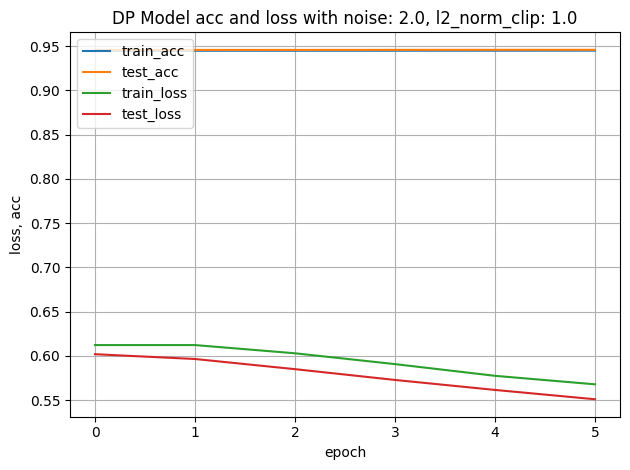 DP Model acc and loss with noise: 2.0, l2_norm_clip: 1.0
0.95
0.90
0.85
0.80
0.75
0.70
0.65
0.60
0.55
loss, acc
train_acc
test_acc
train_loss
test_loss
0 1 2 3 4 5
epoch